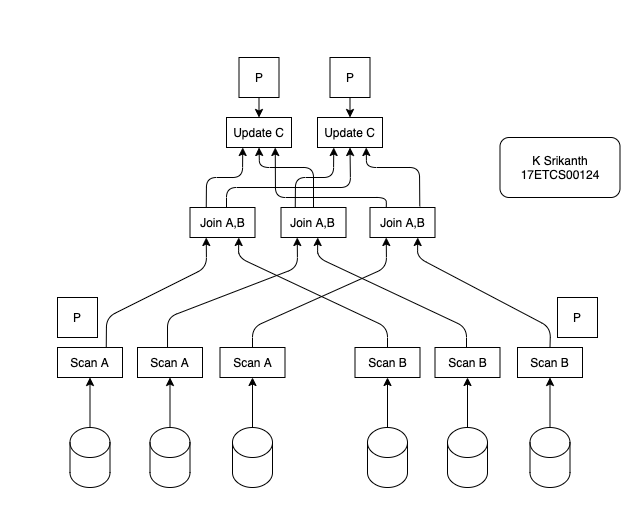 P
P
Update C
Update C
K Srikanth
17ETCS00124
Join A,B
Join A,B
Join A,B
P
P
Scan A
Scan A
Scan A
Scan B
Scan B
Scan B